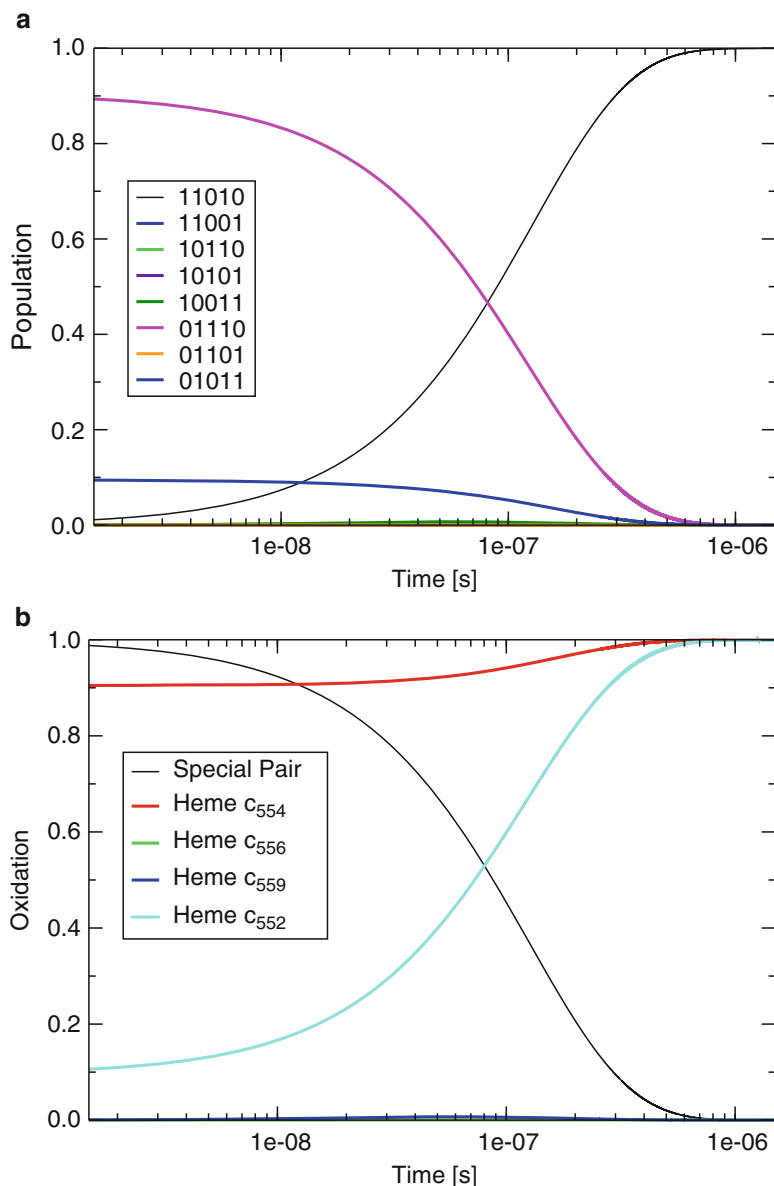 a
1.0
0.8
0.6
0.4
0.2
0.0
Population
11010
11001
10110
10101
10011
01110
01101
01011
1e-08 1e-07 1e-06
Time [s]
b
1.0
0.8
0.6
0.4
0.2
0.0
Oxidation
Special Pair
Heme c554
Heme c556
Heme c559
Heme c552
1e-08 1e-07 1e-06
Time [s]